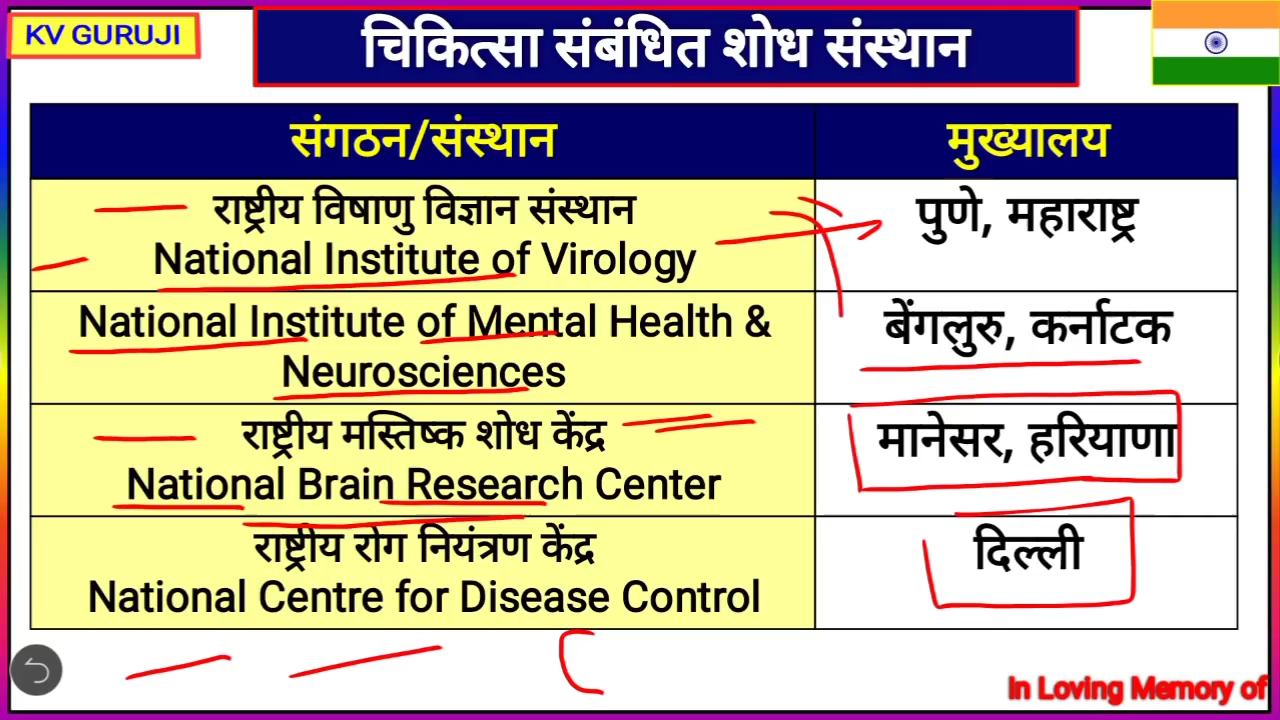 KV GURUJI
चिकित्सा संबंधित शोध संस्थान
संगठन/संस्थान
मुख्यालय
राष्ट्रीय विषाणु विज्ञान संस्थान
National Institute of Virology
पुणे, महाराष्ट्र
National Institute of Mental Health &
Neurosciences
बेंगलुरु, कर्नाटक
राष्ट्रीय मस्तिष्क शोध केंद्र
National Brain Research Center
मानेसर, हरियाणा
राष्ट्रीय रोग नियंत्रण केंद्र
National Centre for Disease Control
दिल्ली
In Loving Memory of